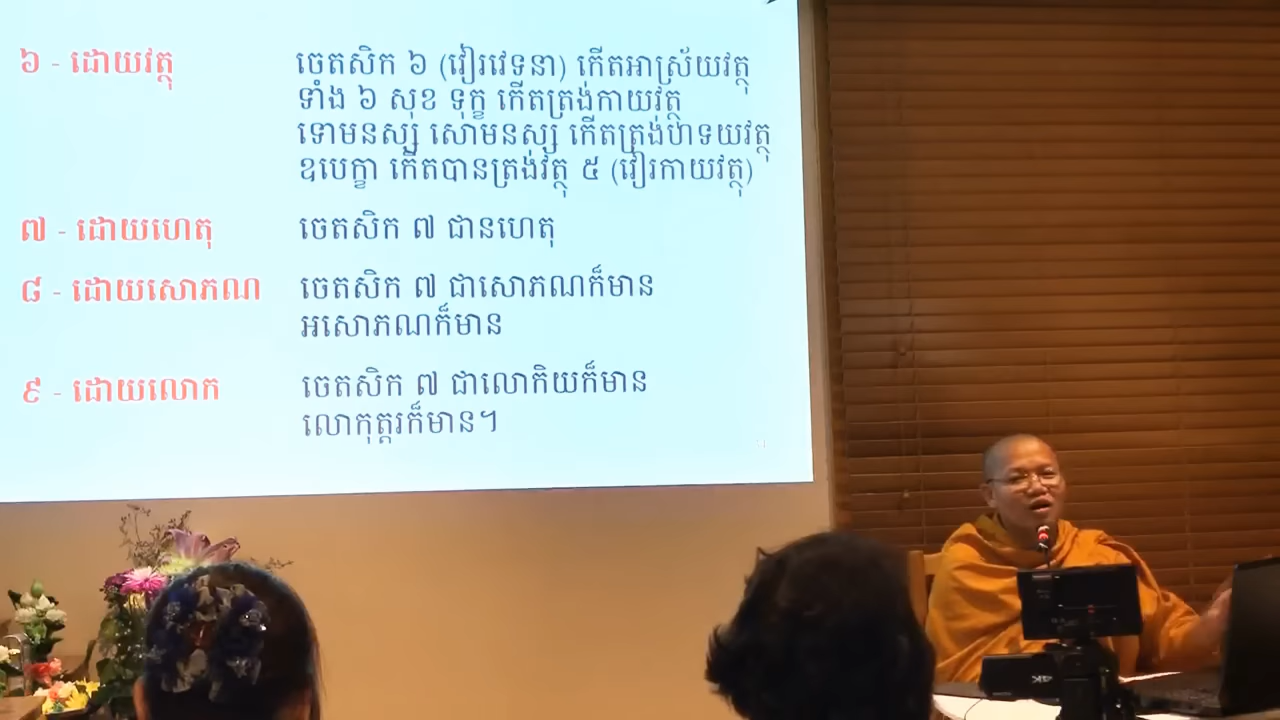 ៦ - ដោយវត្ថុ ចេតសិក ៦ (វៀរវេទនា) កើតអាស្រ័យវត្ថុ
ទាំង ៦ សុខ ទុក្ខ កើតត្រង់កាយវត្ថុ
ទោមនស្ស សោមនស្ស កើតត្រង់ហទយវត្ថុ
ឧបេក្ខា កើតបានត្រង់វត្ថុ ៥ (វៀរកាយវត្ថុ)
៧ - ដោយហេតុ ចេតសិក ៧ ជានហេតុ
៨ - ដោយសោភណ ចេតសិក ៧ ជាសោភណក៏មាន
អសោភណក៏មាន
៩ - ដោយលោក ចេតសិក ៧ ជាលោកិយក៏មាន
លោកុត្តរក៏មាន។
4K